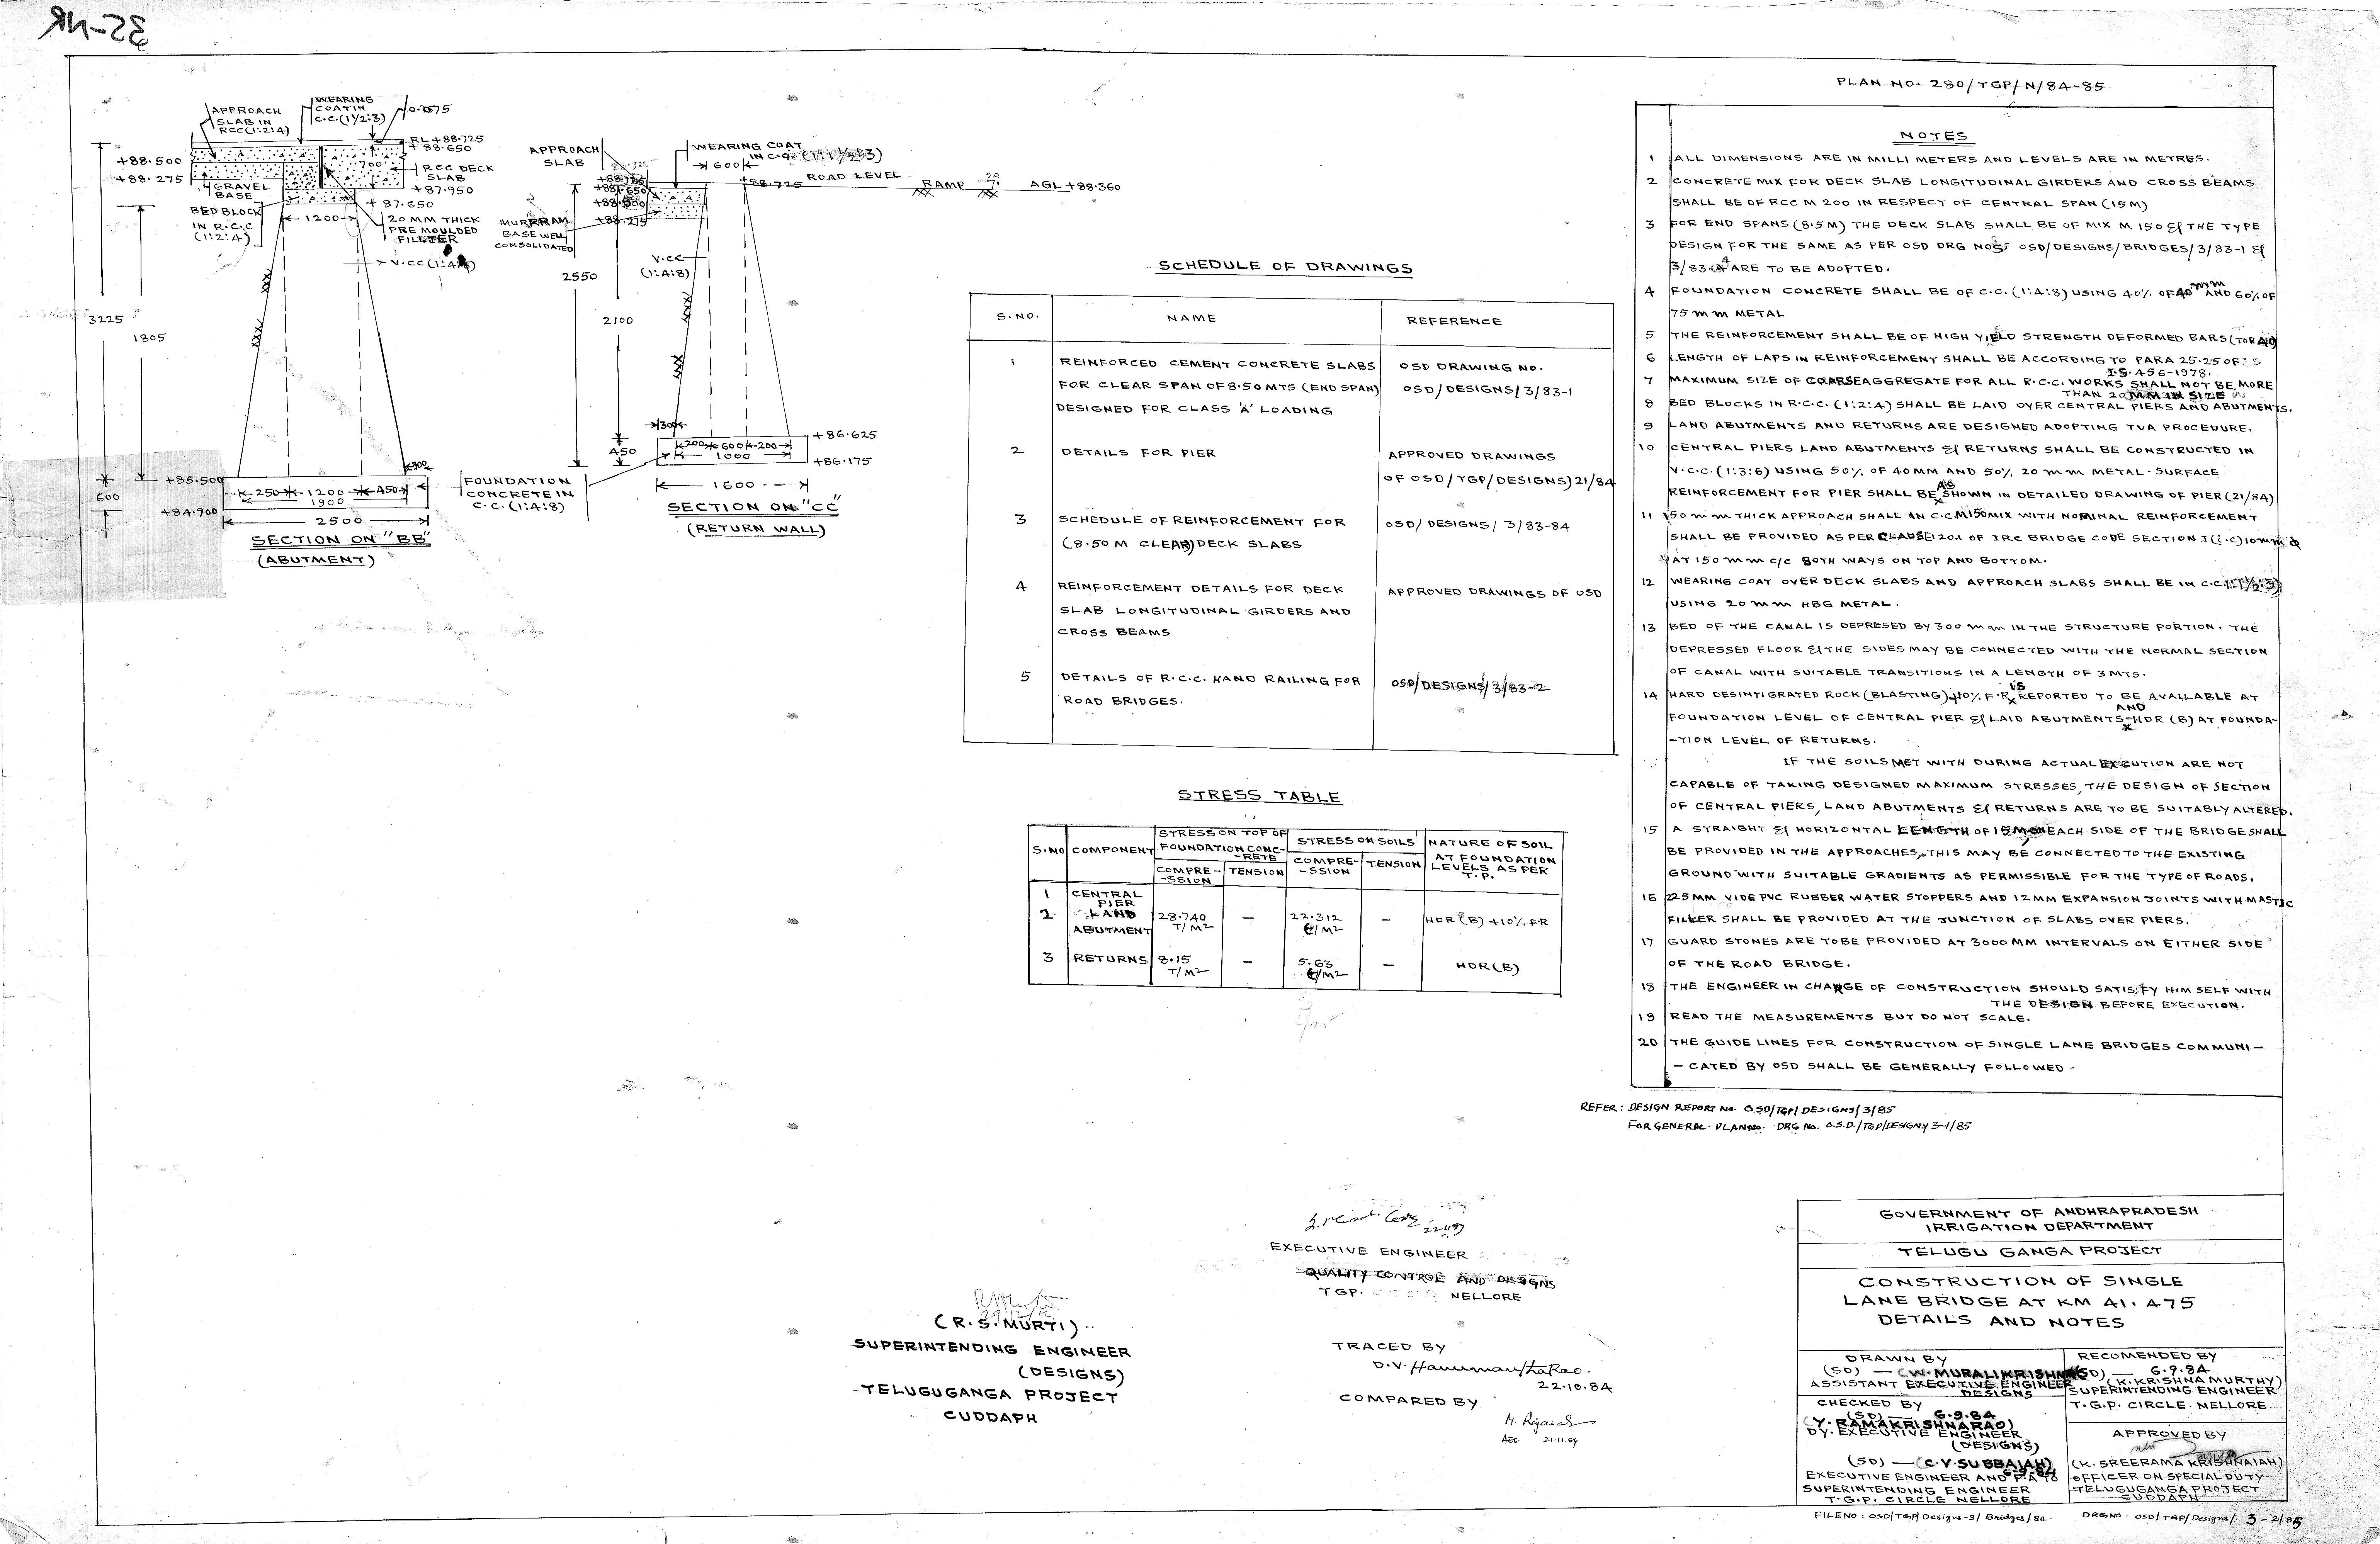 32-NR
PLAN NO. 280/TGP/N/84-85
APPROACH
SLAB IN
RCC(1:2:4)
WEARING
COAT IN
C.C.(1½:3)
RL +88.725
+88.650
+88.500
+88.275
700
RCC DECK
SLAB
+87.950
GRAVEL
BASE
+87.650
BED BLOCK
IN R.C.C
(1:2:4)
1200
20 MM THICK
PRE MOULDED
FILLTER
V.CC (1:4:8)
3225
1805
+85.500
600
250 1200 450
1900
300
+84.900
2500
FOUNDATION
CONCRETE IN
C.C. (1:4:8)
SECTION ON "BB"
(ABUTMENT)
APPROACH
SLAB
WEARING COAT
IN C.C (1:1½:3)
600
+88.725 ROAD LEVEL
RAMP
20
1
AGL +88.360
+88.275
MURRRAM
BASE WELL
CONSOLIDATED
V.CC
(1:4:8)
2550
2100
300
+86.625
450
200 600 200
1000
+86.175
1600
SECTION ON "CC"
(RETURN WALL)
SCHEDULE OF DRAWINGS
S.NO. NAME REFERENCE
1 REINFORCED CEMENT CONCRETE SLABS OSD DRAWING NO.
FOR CLEAR SPAN OF 8.50 MTS (END SPAN) OSD/DESIGNS/3/83-1
DESIGNED FOR CLASS 'A' LOADING
2 DETAILS FOR PIER APPROVED DRAWINGS
OF OSD/TGP/DESIGNS) 21/84
3 SCHEDULE OF REINFORCEMENT FOR OSD/DESIGNS/3/83-84
(8.50 M CLEAR) DECK SLABS
4 REINFORCEMENT DETAILS FOR DECK APPROVED DRAWINGS OF OSD
SLAB LONGITUDINAL GIRDERS AND
CROSS BEAMS
5 DETAILS OF R.C.C. HAND RAILING FOR OSD/DESIGNS/3/83-2
ROAD BRIDGES.
STRESS TABLE
S.NO COMPONENT STRESS ON TOP OF FOUNDATION CONC-RETE STRESS ON SOILS NATURE OF SOIL AT FOUNDATION LEVELS AS PER T.P.
COMPRE-SSION TENSION COMPRE-SSION TENSION
1 CENTRAL PIER
2 LAND ABUTMENT 28.740 T/M2 - 22.312 t/M2 - HDR (B) +10% FR
3 RETURNS 8.15 T/M2 - 5.63 t/M2 - HDR(B)
NOTES
1 ALL DIMENSIONS ARE IN MILLI METERS AND LEVELS ARE IN METRES.
2 CONCRETE MIX FOR DECK SLAB LONGITUDINAL GIRDERS AND CROSS BEAMS
SHALL BE OF RCC M 200 IN RESPECT OF CENTRAL SPAN (15 M)
3 FOR END SPANS (8.5 M) THE DECK SLAB SHALL BE OF MIX M 150 & THE TYPE
DESIGN FOR THE SAME AS PER OSD DRG NOS OSD/DESIGNS/BRIDGES/3/83-1 &
3/83-4 ARE TO BE ADOPTED.
4 FOUNDATION CONCRETE SHALL BE OF C.C. (1:4:8) USING 40% OF 40 mm AND 60% OF
75 mm METAL
5 THE REINFORCEMENT SHALL BE OF HIGH YIELD STRENGTH DEFORMED BARS (TOR 40)
6 LENGTH OF LAPS IN REINFORCEMENT SHALL BE ACCORDING TO PARA 25.25 OF
I.S. 456-1978.
7 MAXIMUM SIZE OF COARSE AGGREGATE FOR ALL R.C.C. WORKS SHALL NOT BE MORE
THAN 20 MM IN SIZE
8 BED BLOCKS IN R.C.C. (1:2:4) SHALL BE LAID OVER CENTRAL PIERS AND ABUTMENTS.
9 LAND ABUTMENTS AND RETURNS ARE DESIGNED ADOPTING TVA PROCEDURE.
10 CENTRAL PIERS LAND ABUTMENTS & RETURNS SHALL BE CONSTRUCTED IN
V.C.C. (1:3:6) USING 50% OF 40MM AND 50% 20 mm METAL. SURFACE
REINFORCEMENT FOR PIER SHALL BE AS SHOWN IN DETAILED DRAWING OF PIER (21/84)
11 150 mm THICK APPROACH SHALL IN C.C. M150 MIX WITH NOMINAL REINFORCEMENT
SHALL BE PROVIDED AS PER CLAUSE 1201 OF IRC BRIDGE CODE SECTION I (i.c) 10mm φ
AT 150 mm c/c BOTH WAYS ON TOP AND BOTTOM.
12 WEARING COAT OVER DECK SLABS AND APPROACH SLABS SHALL BE IN C.C (1:1½:3)
USING 20 mm HBG METAL.
13 BED OF THE CANAL IS DEPRESED BY 300 mm IN THE STRUCTURE PORTION. THE
DEPRESSED FLOOR & THE SIDES MAY BE CONNECTED WITH THE NORMAL SECTION
OF CANAL WITH SUITABLE TRANSITIONS IN A LENGTH OF 3 MTS.
14 HARD DESINTIGRATED ROCK (BLASTING) +10% F.R IS REPORTED TO BE AVAILABLE AT
FOUNDATION LEVEL OF CENTRAL PIER & LAID ABUTMENTS AND HDR (B) AT FOUNDA-
-TION LEVEL OF RETURNS.
IF THE SOILS MET WITH DURING ACTUAL EXCUTION ARE NOT
CAPABLE OF TAKING DESIGNED MAXIMUM STRESSES, THE DESIGN OF SECTION
OF CENTRAL PIERS, LAND ABUTMENTS & RETURNS ARE TO BE SUITABLY ALTERED.
15 A STRAIGHT & HORIZONTAL LENGTH OF 15 M ON EACH SIDE OF THE BRIDGE SHALL
BE PROVIDED IN THE APPROACHES, THIS MAY BE CONNECTED TO THE EXISTING
GROUND WITH SUITABLE GRADIENTS AS PERMISSIBLE FOR THE TYPE OF ROADS.
16 225MM VIDE PVC RUBBER WATER STOPPERS AND 12MM EXPANSION JOINTS WITH MASTIC
FILLER SHALL BE PROVIDED AT THE JUNCTION OF SLABS OVER PIERS.
17 GUARD STONES ARE TOBE PROVIDED AT 3000 MM INTERVALS ON EITHER SIDE
OF THE ROAD BRIDGE.
18 THE ENGINEER IN CHARGE OF CONSTRUCTION SHOULD SATISFY HIM SELF WITH
THE DESIGN BEFORE EXECUTION.
19 READ THE MEASUREMENTS BUT DO NOT SCALE.
20 THE GUIDE LINES FOR CONSTRUCTION OF SINGLE LANE BRIDGES COMMUNI-
-CATED BY OSD SHALL BE GENERALLY FOLLOWED.
REFER: DESIGN REPORT No. O.SD/TGP/DESIGNS/3/85
FOR GENERAL PLAN DRG No. O.S.D./TGP/DESIGNS/3-1/85
(R.S.MURTI)
SUPERINTENDING ENGINEER
(DESIGNS)
TELUGUGANGA PROJECT
CUDDAPH
EXECUTIVE ENGINEER
QUALITY CONTROL AND DESIGNS
TGP. NELLORE
TRACED BY
D.V. HanumanthaRao.
22.10.84
COMPARED BY
AEE 21.11.84
GOVERNMENT OF ANDHRAPRADESH
IRRIGATION DEPARTMENT
TELUGU GANGA PROJECT
CONSTRUCTION OF SINGLE
LANE BRIDGE AT KM 41.475
DETAILS AND NOTES
DRAWN BY
(SD) - (W. MURALIKRISHNA)
ASSISTANT EXECUTIVE ENGINEER
DESIGNS
RECOMENDED BY
(SD) - 6.9.84
(K. KRISHNA MURTHY)
SUPERINTENDING ENGINEER
T.G.P. CIRCLE. NELLORE
CHECKED BY
(SD) - 6.9.84
(Y. RAMAKRISHNARAO)
DY. EXECUTIVE ENGINEER
(DESIGNS)
(SD) - (C.V SUBBAIAH)
6.9.84
EXECUTIVE ENGINEER AND P.A TO
SUPERINTENDING ENGINEER
T.G.P. CIRCLE NELLORE
APPROVED BY
(K. SREERAMA KRISHNAIAH)
OFFICER ON SPECIAL DUTY
TELUGUGANGA PROJECT
CUDDAPH
FILENO: OSD/TGP/Designs-3/Bridges/84.
DRGNO: OSD/TGP/Designs/ 3-2/85